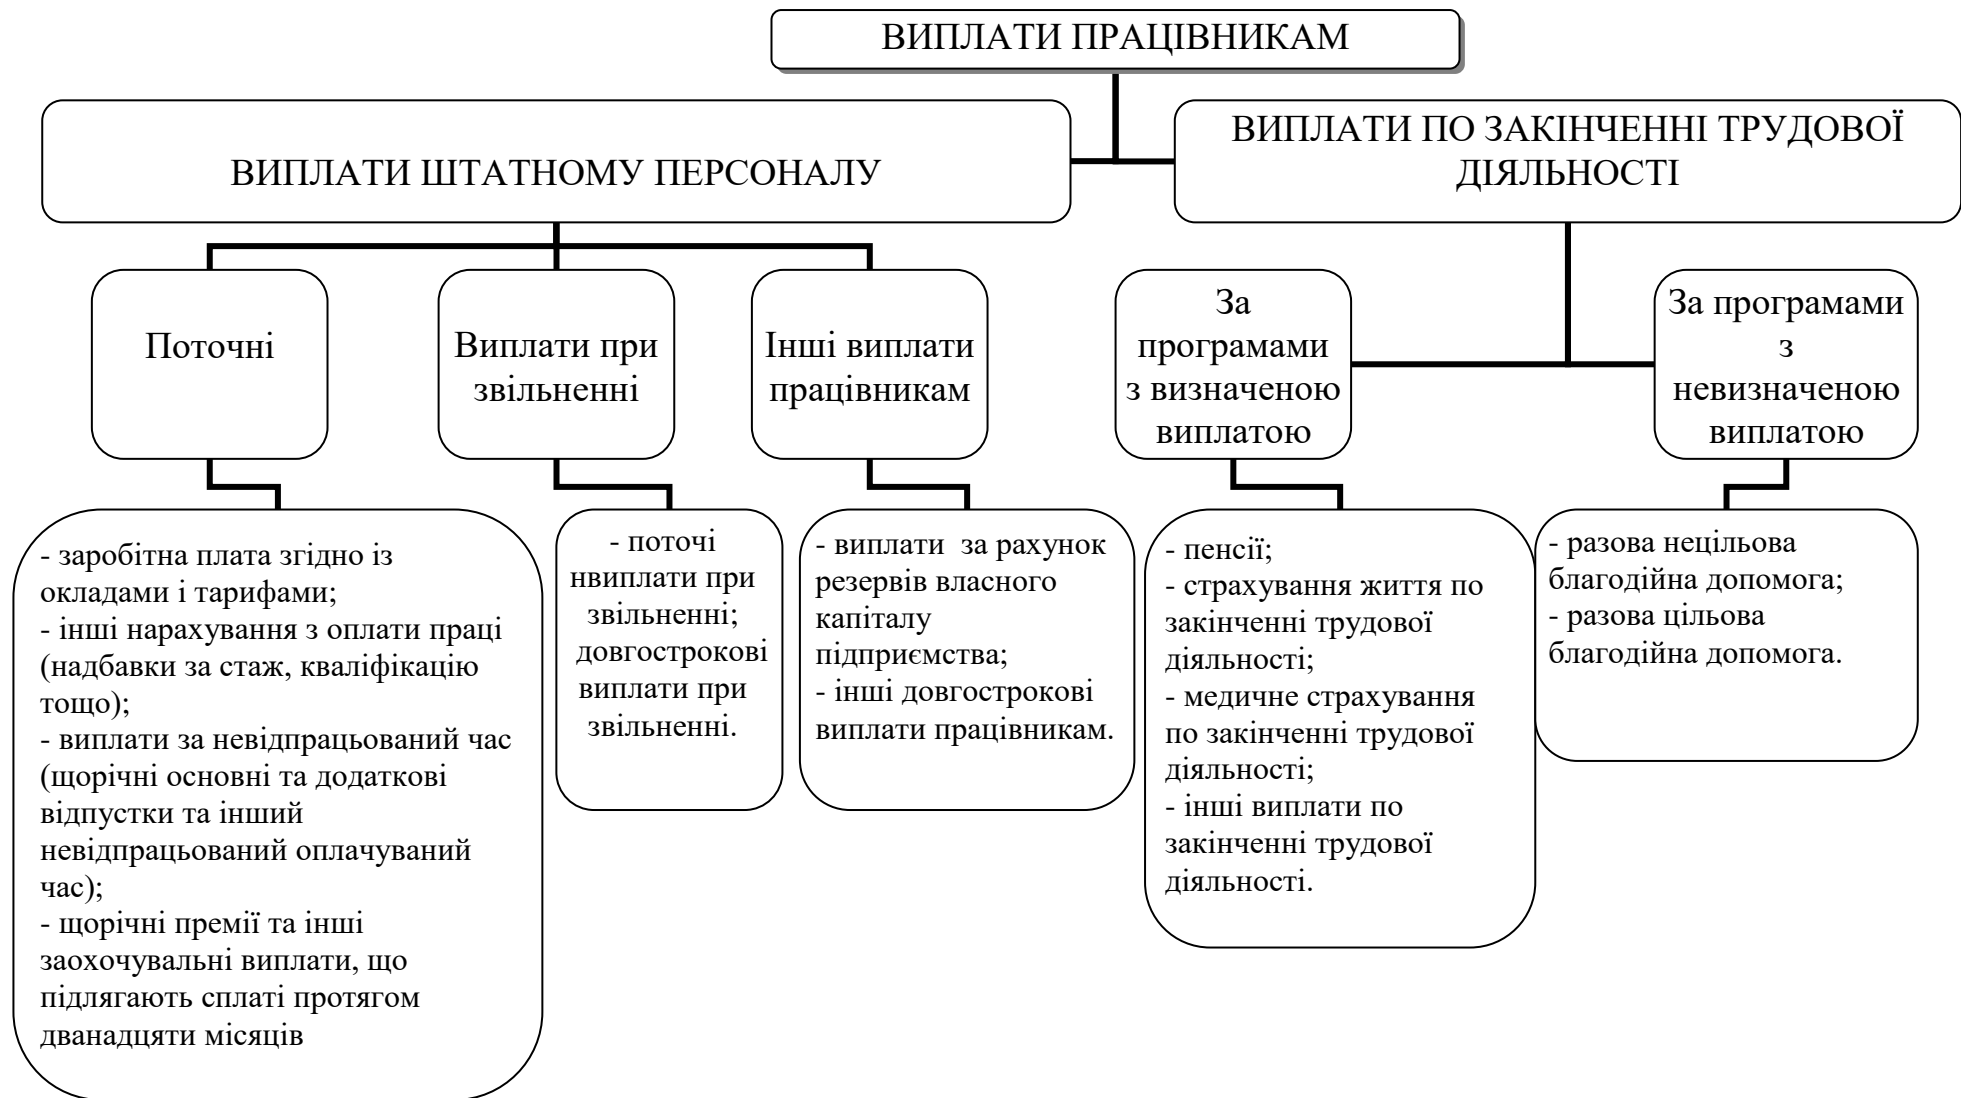 ВИПЛАТИ ПРАЦІВНИКАМ
ВИПЛАТИ ШТАТНОМУ ПЕРСОНАЛУ
ВИПЛАТИ ПО ЗАКІНЧЕННІ ТРУДОВОЇ
ДІЯЛЬНОСТІ
Поточні
Виплати при
звільненні
Інші виплати
працівникам
За
програмами
з визначеною
виплатою
За програмами
з
невизначеною
виплатою
- заробітна плата згідно із
окладами і тарифами;
- інші нарахування з оплати праці
(надбавки за стаж, кваліфікацію
тощо);
- виплати за невідпрацьований час
(щорічні основні та додаткові
відпустки та інший
невідпрацьований оплачуваний
час);
- щорічні премії та інші
заохочувальні виплати, що
підлягають сплаті протягом
дванадцяти місяців
- поточі
нвиплати при
звільненні;
довгострокові
виплати при
звільненні.
- виплати  за рахунок
резервів власного
капіталу
підприємства;
- інші довгострокові
виплати працівникам.
- пенсії;
- страхування життя по
закінченні трудової
діяльності;
- медичне страхування
по закінченні трудової
діяльності;
- інші виплати по
закінченні трудової
діяльності.
- разова нецільова
благодійна допомога;
- разова цільова
благодійна допомога.